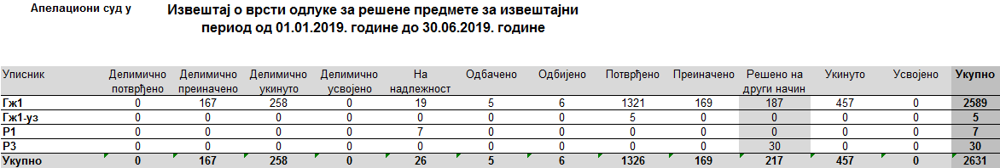 Апелациони суд у
Извештај о врсти одлуке за решене предмете за извештајни
период од 01.01.2019. године до 30.06.2019. године
Уписник Делимично потврђено Делимично преиначено Делимично укинуто Делимично усвојено На надлежност Одбачено Одбијено Потврђено Преиначено Решено на други начин Укинуто Усвојено Укупно
Гж1 0 167 258 0 19 5 6 1321 169 187 457 0 2589
Гж1-уз 0 0 0 0 0 0 0 5 0 0 0 0 5
Р1 0 0 0 0 7 0 0 0 0 0 0 0 7
Р3 0 0 0 0 0 0 0 0 0 30 0 0 30
Укупно 0 167 258 0 26 5 6 1326 169 217 457 0 2631